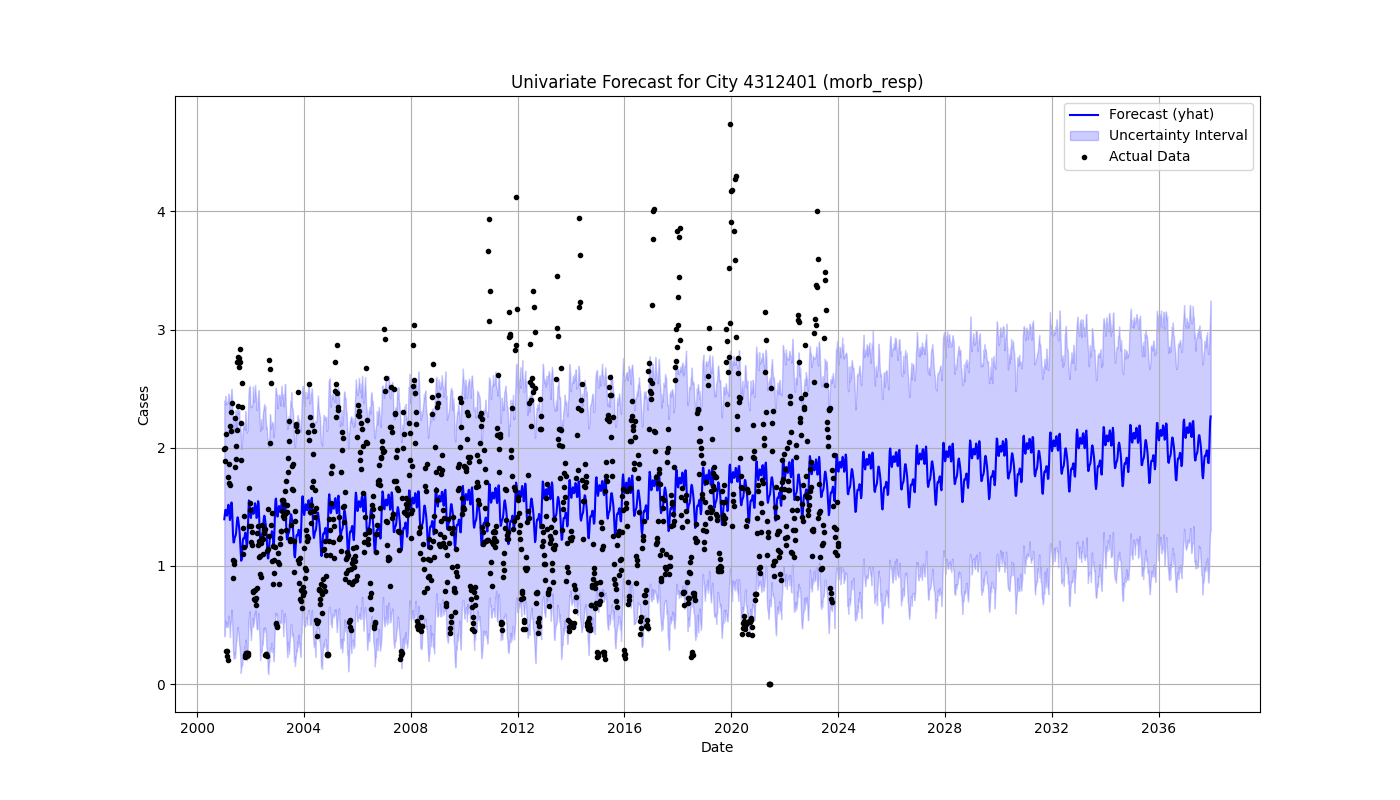 Univariate Forecast for City 4312401 (morb_resp)
Forecast (yhat)
Uncertainty Interval
Actual Data
Cases
4
3
2
1
0
2000 2004 2008 2012 2016 2020 2024 2028 2032 2036
Date